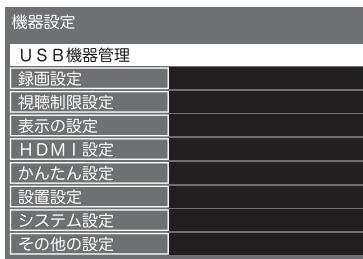 機器設定
ＵＳＢ機器管理
録画設定
視聴制限設定
表示の設定
ＨＤＭＩ設定
かんたん設定
設置設定
システム設定
その他の設定